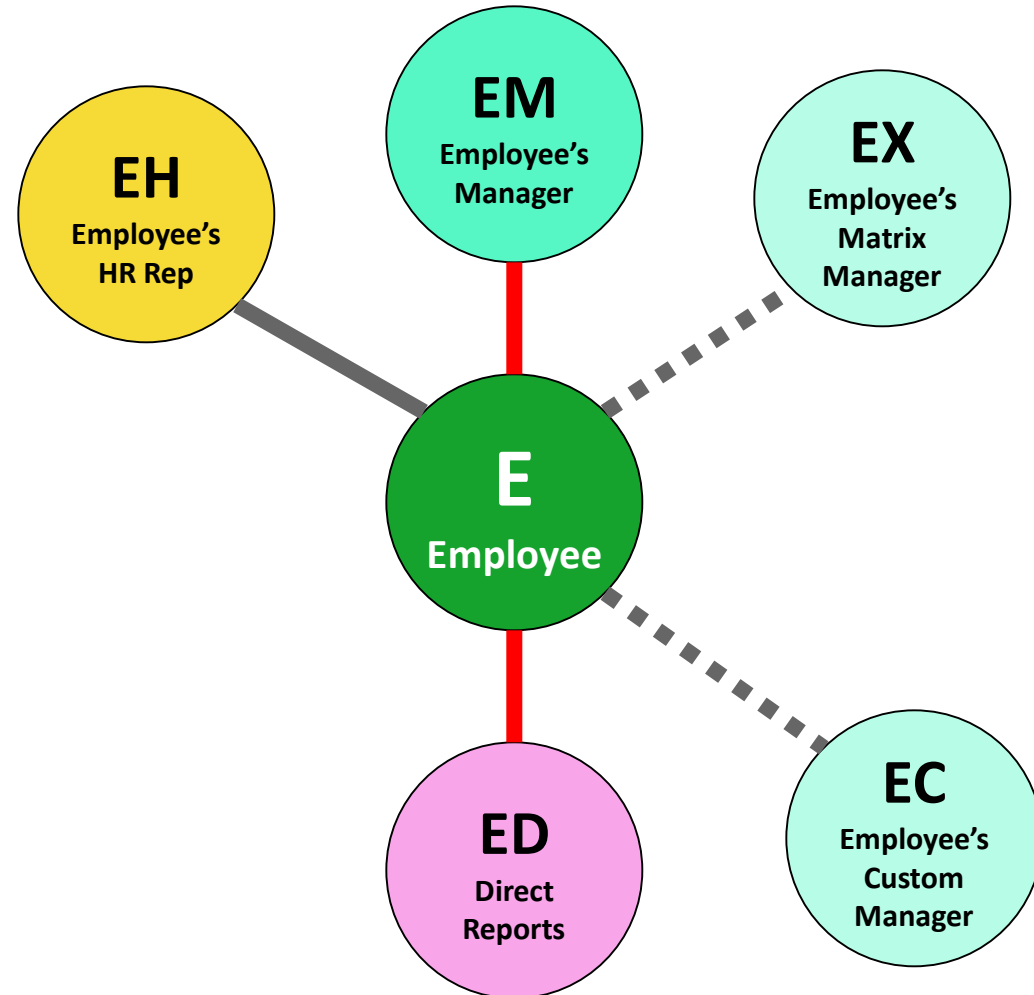 EM
Employee’s
Manager
EH
Employee’s
HR Rep
EX
Employee’s
Matrix
Manager
E
Employee
ED
Direct
Reports
EC
Employee’s
Custom
Manager